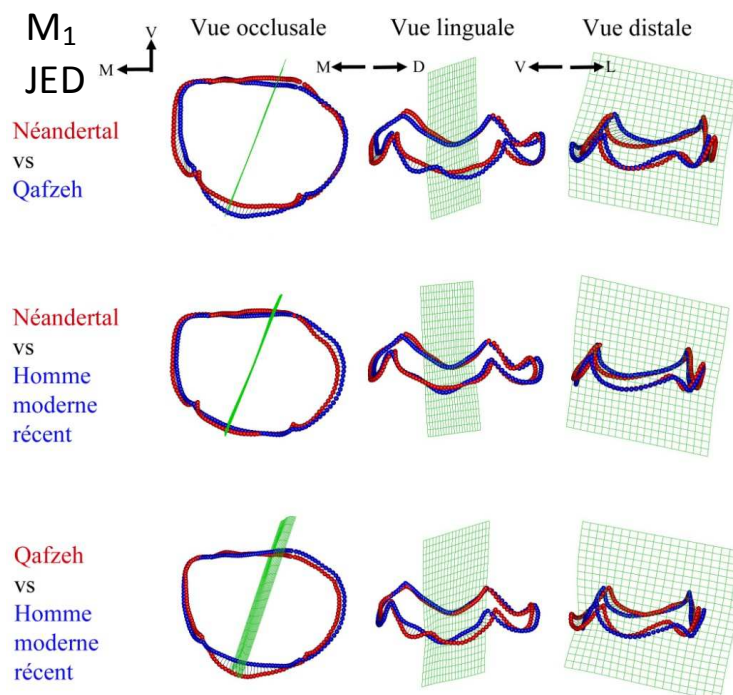 M₁
JED
Vue occlusale
Vue linguale
Vue distale
V
M
M
D
V
L
Néandertal
vs
Qafzeh
Néandertal
vs
Homme
moderne
récent
Qafzeh
vs
Homme
moderne
récent